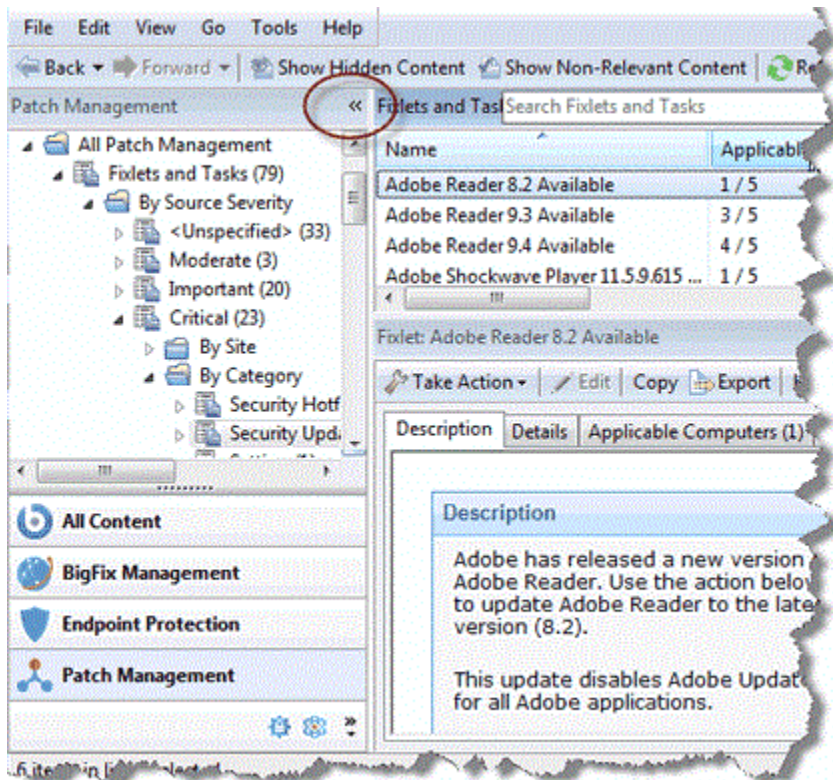 File Edit View Go Tools Help
Back Forward Show Hidden Content Show Non-Relevant Content
Patch Management «
Fixlets and Search Fixlets and Tasks
All Patch Management
Fixlets and Tasks (79)
By Source Severity
<Unspecified> (33)
Moderate (3)
Important (20)
Critical (23)
By Site
By Category
Security Hotf
Security Upd
Name
Adobe Reader 8.2 Available 1 / 5
Adobe Reader 9.3 Available 3 / 5
Adobe Reader 9.4 Available 4 / 5
Adobe Shockwave Player 11.5.9.615 ... 1 / 5
Fixlet: Adobe Reader 8.2 Available
Take Action Edit Copy Export
Description Details Applicable Computers (1)
Description
Adobe has released a new version
Adobe Reader. Use the action belo
to update Adobe Reader to the late
version (8.2).
This update disables Adobe Updat
for all Adobe applications.
All Content
BigFix Management
Endpoint Protection
Patch Management